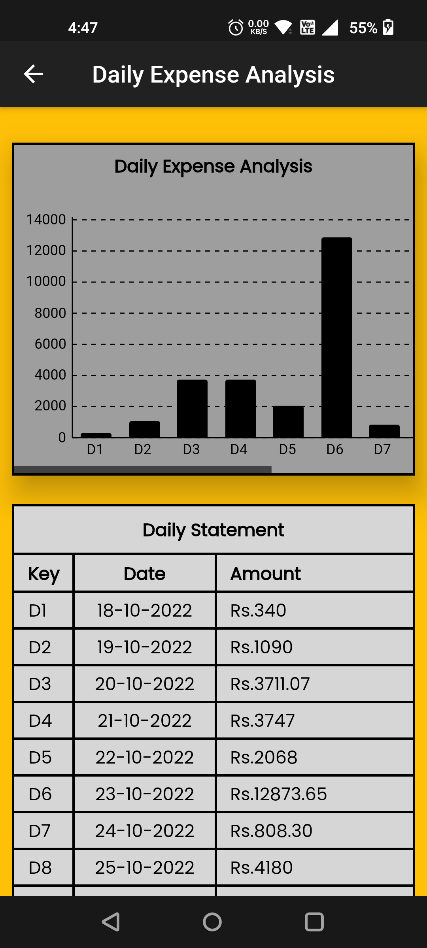 4:47 0.00 KB/S Vo LTE 55%
Daily Expense Analysis
Daily Expense Analysis
14000
12000
10000
8000
6000
4000
2000
0
D1 D2 D3 D4 D5 D6 D7
Daily Statement
Key Date Amount
D1 18-10-2022 Rs.340
D2 19-10-2022 Rs.1090
D3 20-10-2022 Rs.3711.07
D4 21-10-2022 Rs.3747
D5 22-10-2022 Rs.2068
D6 23-10-2022 Rs.12873.65
D7 24-10-2022 Rs.808.30
D8 25-10-2022 Rs.4180